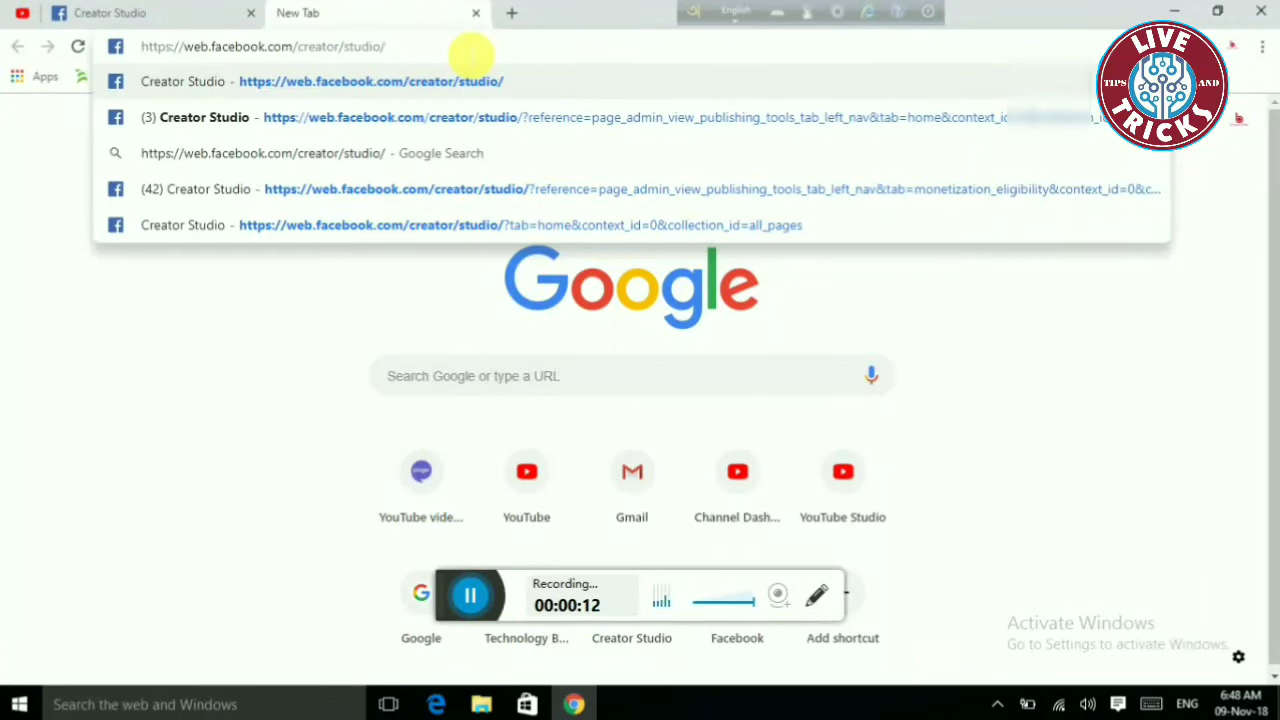 Creator Studio
New Tab
English
https://web.facebook.com/creator/studio/
Apps
Creator Studio - https://web.facebook.com/creator/studio/
(3) Creator Studio - https://web.facebook.com/creator/studio/?reference=page_admin_view_publishing_tools_tab_left_nav&tab=home&context_ic
https://web.facebook.com/creator/studio/ - Google Search
(42) Creator Studio - https://web.facebook.com/creator/studio/?reference=page_admin_view_publishing_tools_tab_left_nav&tab=monetization_eligibility&context_id=0&c...
Creator Studio - https://web.facebook.com/creator/studio/?tab=home&context_id=0&collection_id=all_pages
LIVE
TIPS AND
TRICKS
Google
Search Google or type a URL
YouTube vide...
YouTube
Gmail
Channel Dash...
YouTube Studio
Recording...
00:00:12
Google
Technology B...
Creator Studio
Facebook
Add shortcut
Activate Windows
Go to Settings to activate Windows.
Search the web and Windows
ENG
6:48 AM
09-Nov-18